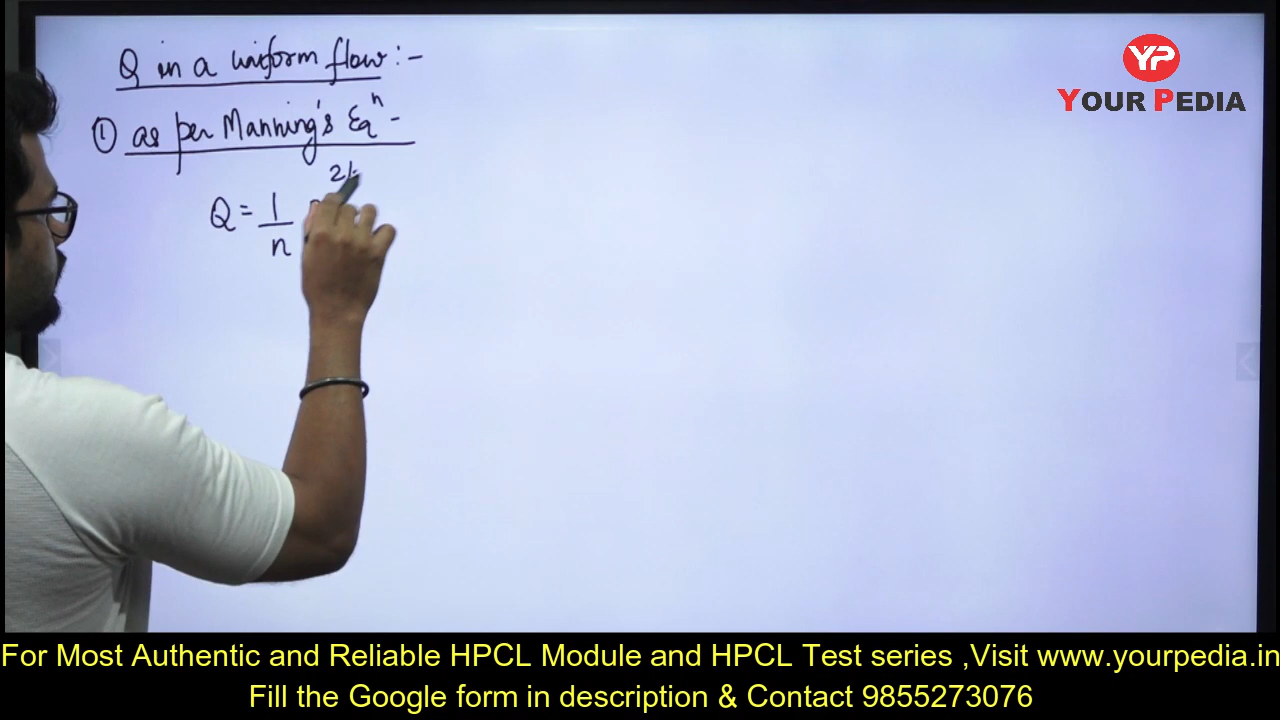 Q in a uniform flow :-
① as per Manning's Eqⁿ -
Q = 1/n 2/
YP
YOUR PEDIA
For Most Authentic and Reliable HPCL Module and HPCL Test series ,Visit www.yourpedia.in
Fill the Google form in description & Contact 9855273076